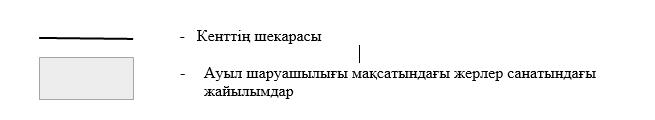 - Кенттің шекарасы
- Ауыл шаруашылығы мақсатындағы жерлер санатындағы
жайылымдар